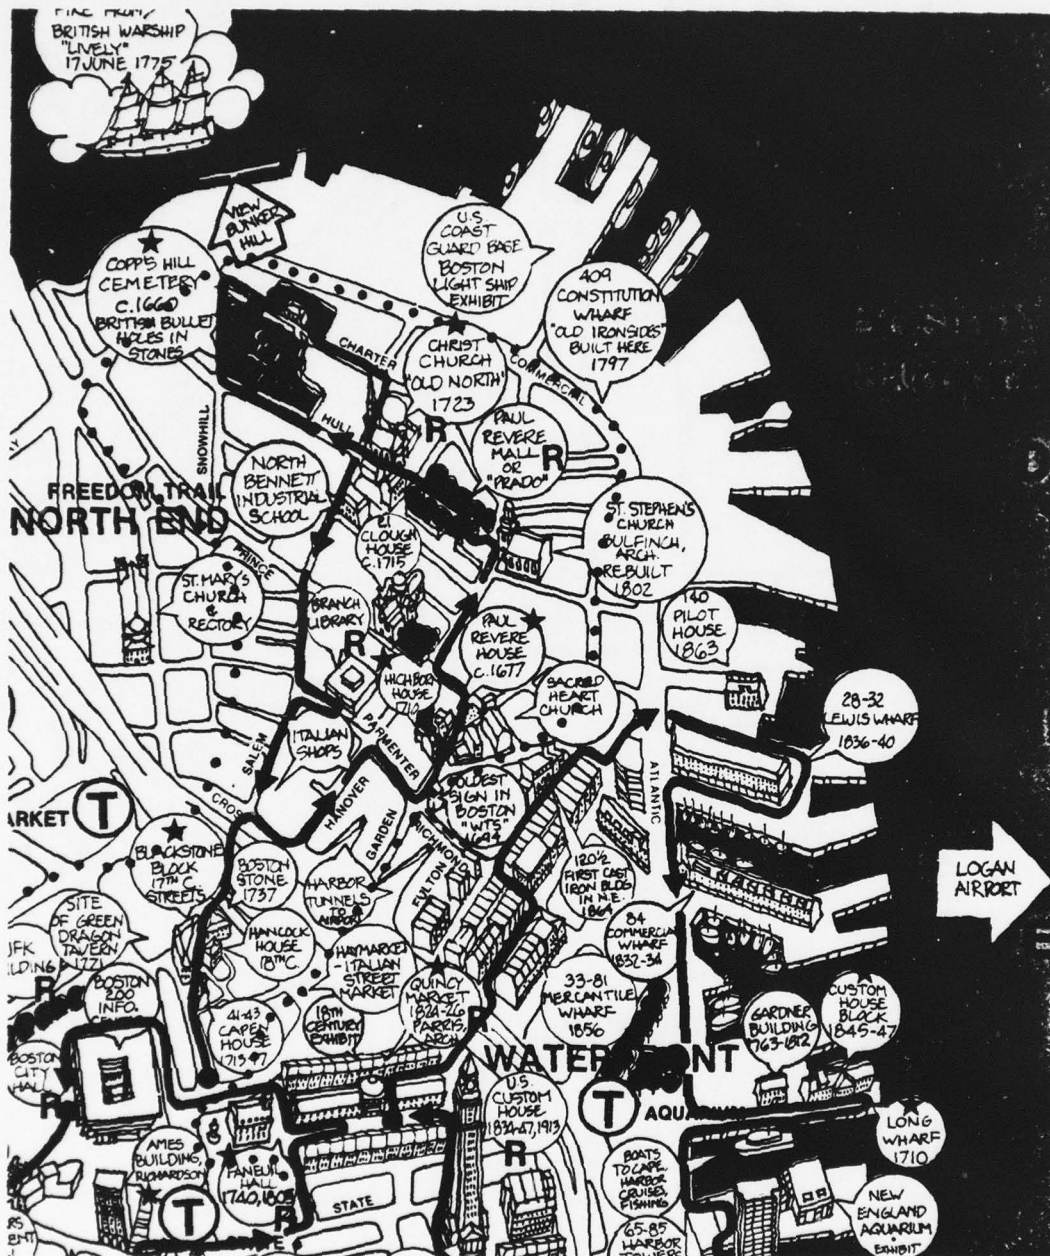 FIRE FROM
BRITISH WARSHIP
"LIVELY"
17 JUNE 1775
VIEW
BUNKER
HILL
COPP'S HILL
CEMETERY
C.1660
BRITISH BULLET
HOLES IN
STONES
U.S.
COAST
GUARD BASE
BOSTON
LIGHT SHIP
EXHIBIT
409
CONSTITUTION
WHARF
"OLD IRONSIDES"
BUILT HERE
1797
CHARTER
CHRIST
CHURCH
"OLD NORTH"
1723
COMMERCIAL
HULL
R
PAUL
REVERE
MALL
OR
"PRADO"
R
SNOWHILL
NORTH
BENNETT
INDUSTRIAL
SCHOOL
FREEDOM TRAIL
NORTH END
ST. STEPHEN'S
CHURCH
BULFINCH,
ARCH.
REBUILT
1802
21
CLOUGH
HOUSE
C.1715
PRINCE
ST. MARY'S
CHURCH
&
RECTORY
BRANCH
LIBRARY
R
140
PILOT
HOUSE
1863
PAUL
REVERE
HOUSE
C.1677
HICHBORN
HOUSE
SACRED
HEART
CHURCH
28-32
LEWIS WHARF
1836-40
ITALIAN
SHOPS
PARMENTER
SALEM
HANOVER
CROSS
GARDEN
RICHMOND
FULTON
ATLANTIC
OLDEST
SIGN IN
BOSTON
"WTS"
1694
ARKET
T
BLACKSTONE
BLOCK
17TH C.
STREETS
BOSTON
STONE
1737
HARBOR
TUNNELS
TO
AIRPORT
120½
FIRST CAST
IRON BLDG
IN N.E.
1864
LOGAN
AIRPORT
SITE
OF GREEN
DRAGON
TAVERN
1721
HANCOCK
HOUSE
18TH C
HAYMARKET
-ITALIAN
STREET
MARKET
84
COMMERCIAL
WHARF
1832-34
JFK
ILDING
R
BOSTON
200
INFO.
CENTER
41-43
CAPEN
HOUSE
18TH
CENTURY
EXHIBIT
QUINCY
MARKET
1824-26
PARRIS,
ARCH
R
33-81
MERCANTILE
WHARF
1856
GARDNER
BUILDING
1763-1812
CUSTOM
HOUSE
BLOCK
1845-47
BOSTON
CITY
HALL
R
WATERFRONT
U.S.
CUSTOM
HOUSE
1834-47, 1913
R
T
AQUARIUM
LONG
WHARF
1710
AMES
BUILDING,
RICHARDSON
FANEUIL
HALL
1740, 1805
STATE
T
R
BOATS
TO CAPE.
HARBOR
CRUISES,
FISHING
65-85
HARBOR
TOWERS
NEW
ENGLAND
AQUARIUM
EXHIBIT